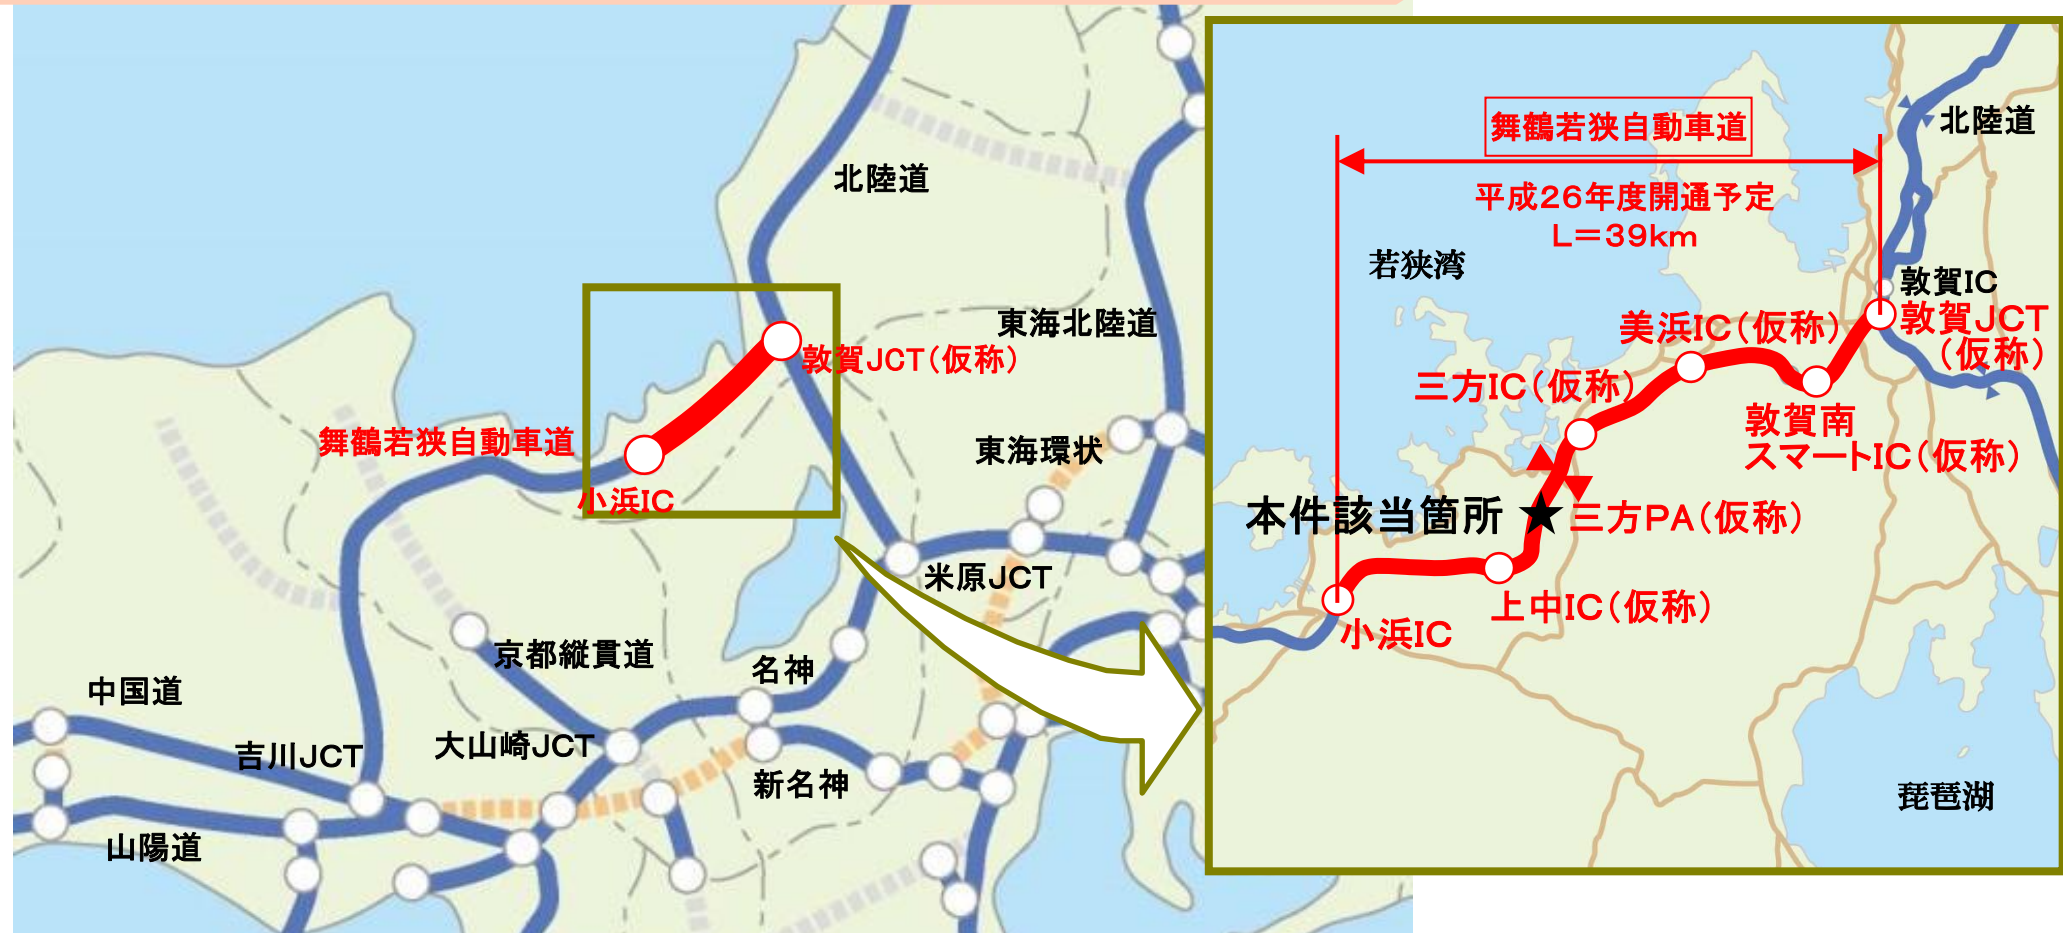 北陸道
東海北陸道
敦賀JCT(仮称)
舞鶴若狭自動車道
東海環状
小浜IC
米原JCT
京都縦貫道
名神
中国道
吉川JCT
大山崎JCT
新名神
山陽道
舞鶴若狭自動車道
北陸道
平成26年度開通予定
L=39km
若狭湾
敦賀IC
敦賀JCT
(仮称)
美浜IC(仮称)
三方IC(仮称)
敦賀南
スマートIC(仮称)
本件該当箇所 ★
三方PA(仮称)
上中IC(仮称)
小浜IC
琵琶湖